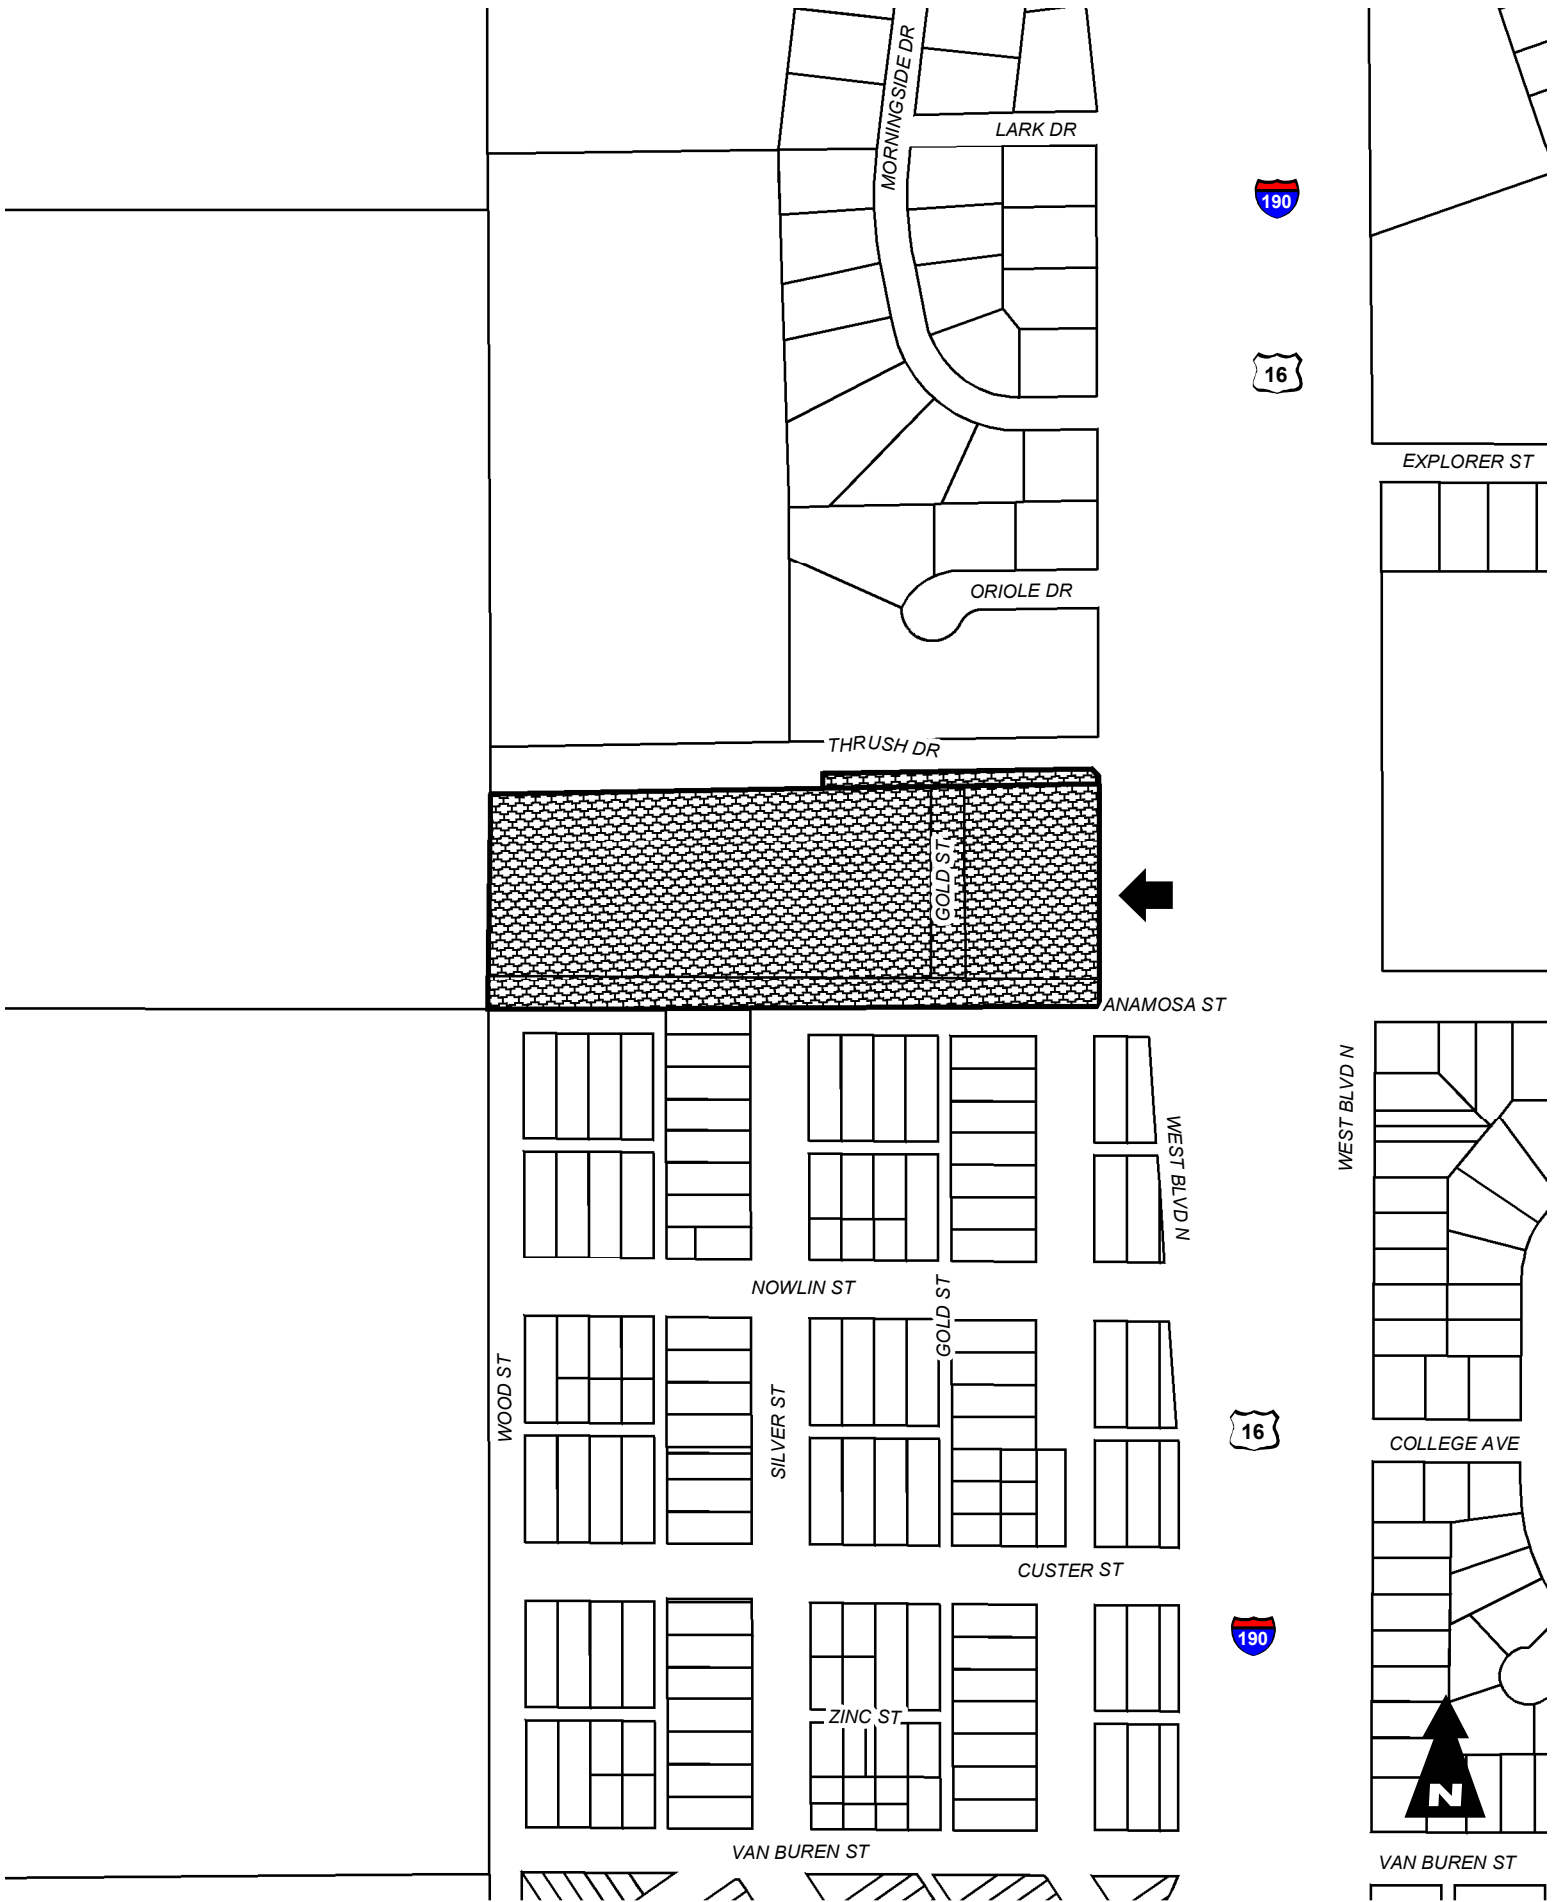 MORNINGSIDE DR
LARK DR
190
16
EXPLORER ST
ORIOLE DR
THRUSH DR
GOLD ST
ANAMOSA ST
WEST BLVD N
WEST BLVD N
NOWLIN ST
GOLD ST
WOOD ST
SILVER ST
16
COLLEGE AVE
CUSTER ST
190
ZINC ST
N
VAN BUREN ST
VAN BUREN ST